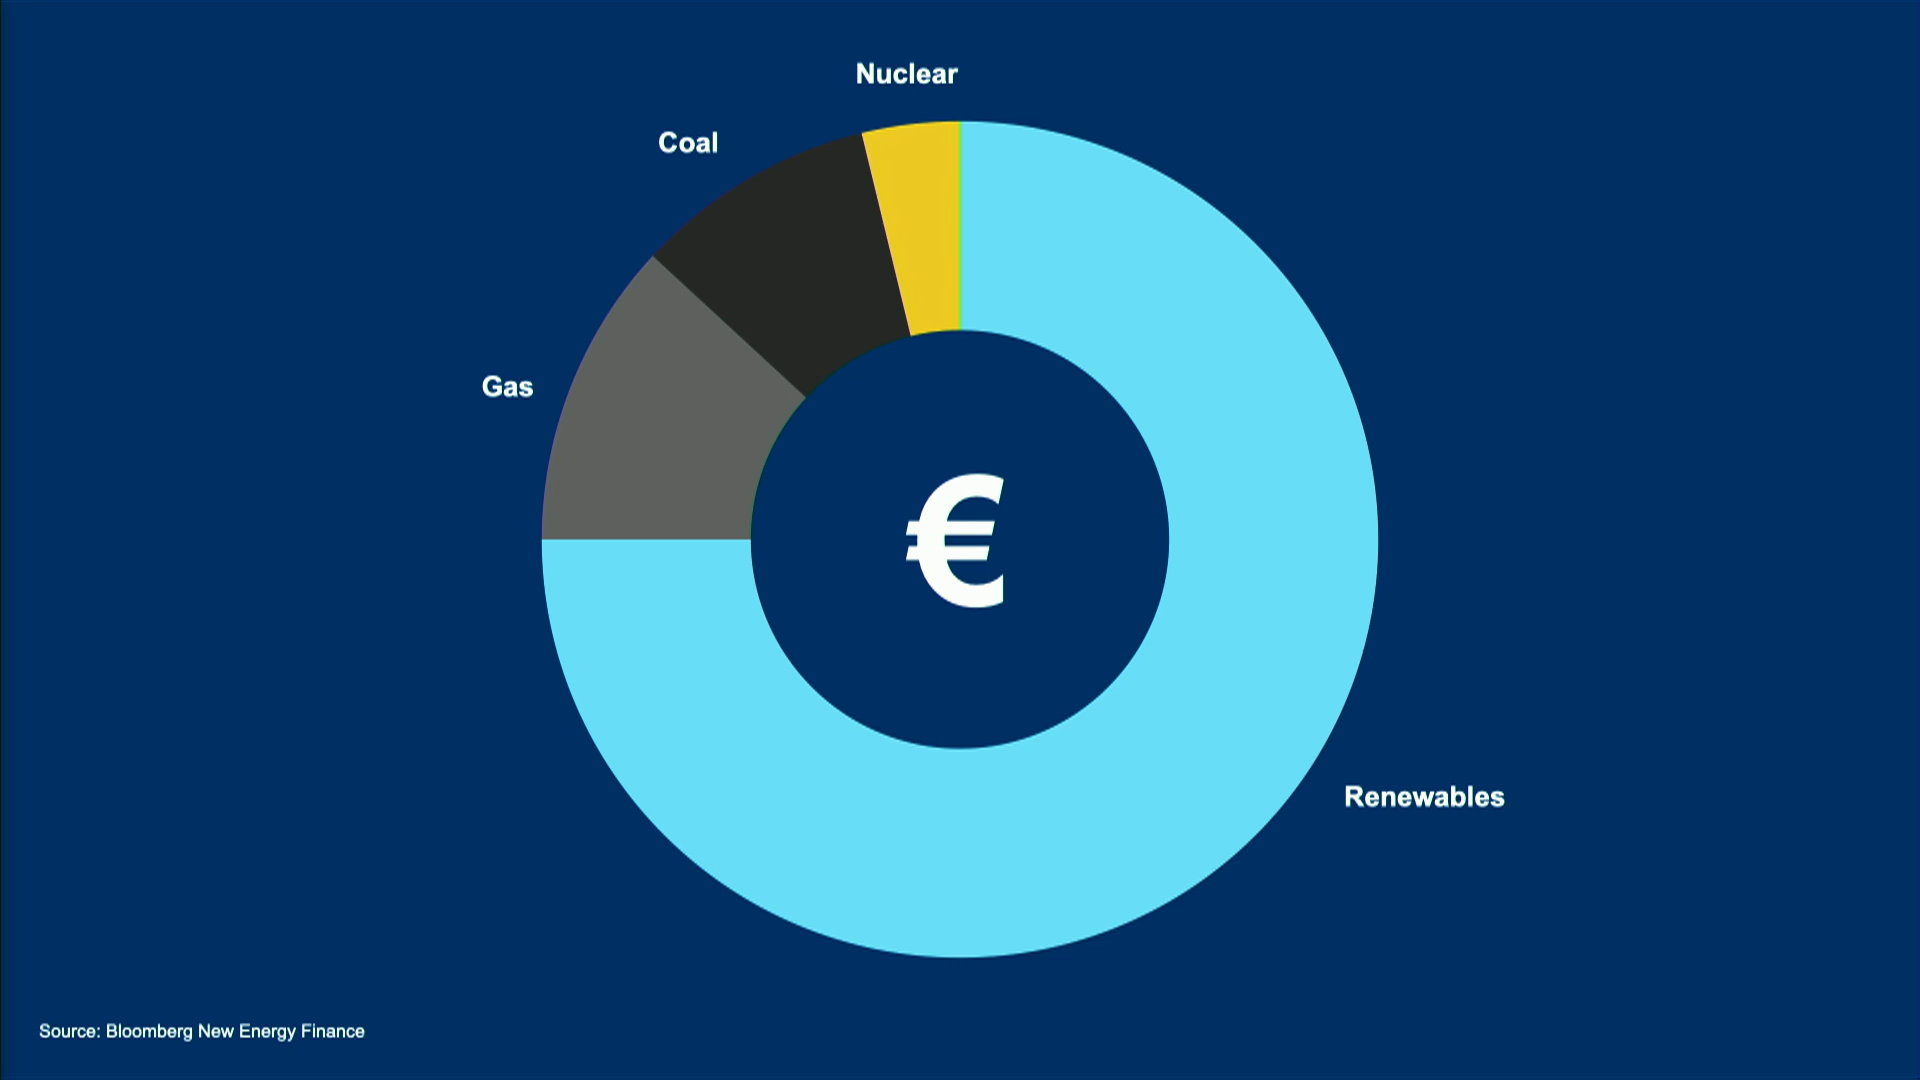 Nuclear
Coal
Gas
€
Renewables
Source: Bloomberg New Energy Finance